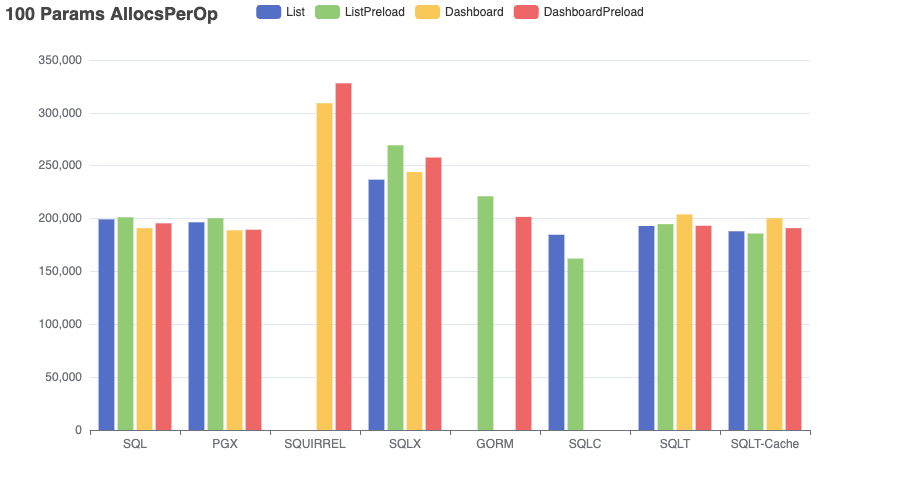 100 Params AllocsPerOp
List ListPreload Dashboard DashboardPreload
350,000
300,000
250,000
200,000
150,000
100,000
50,000
0
SQL PGX SQUIRREL SQLX GORM SQLC SQLT SQLT-Cache